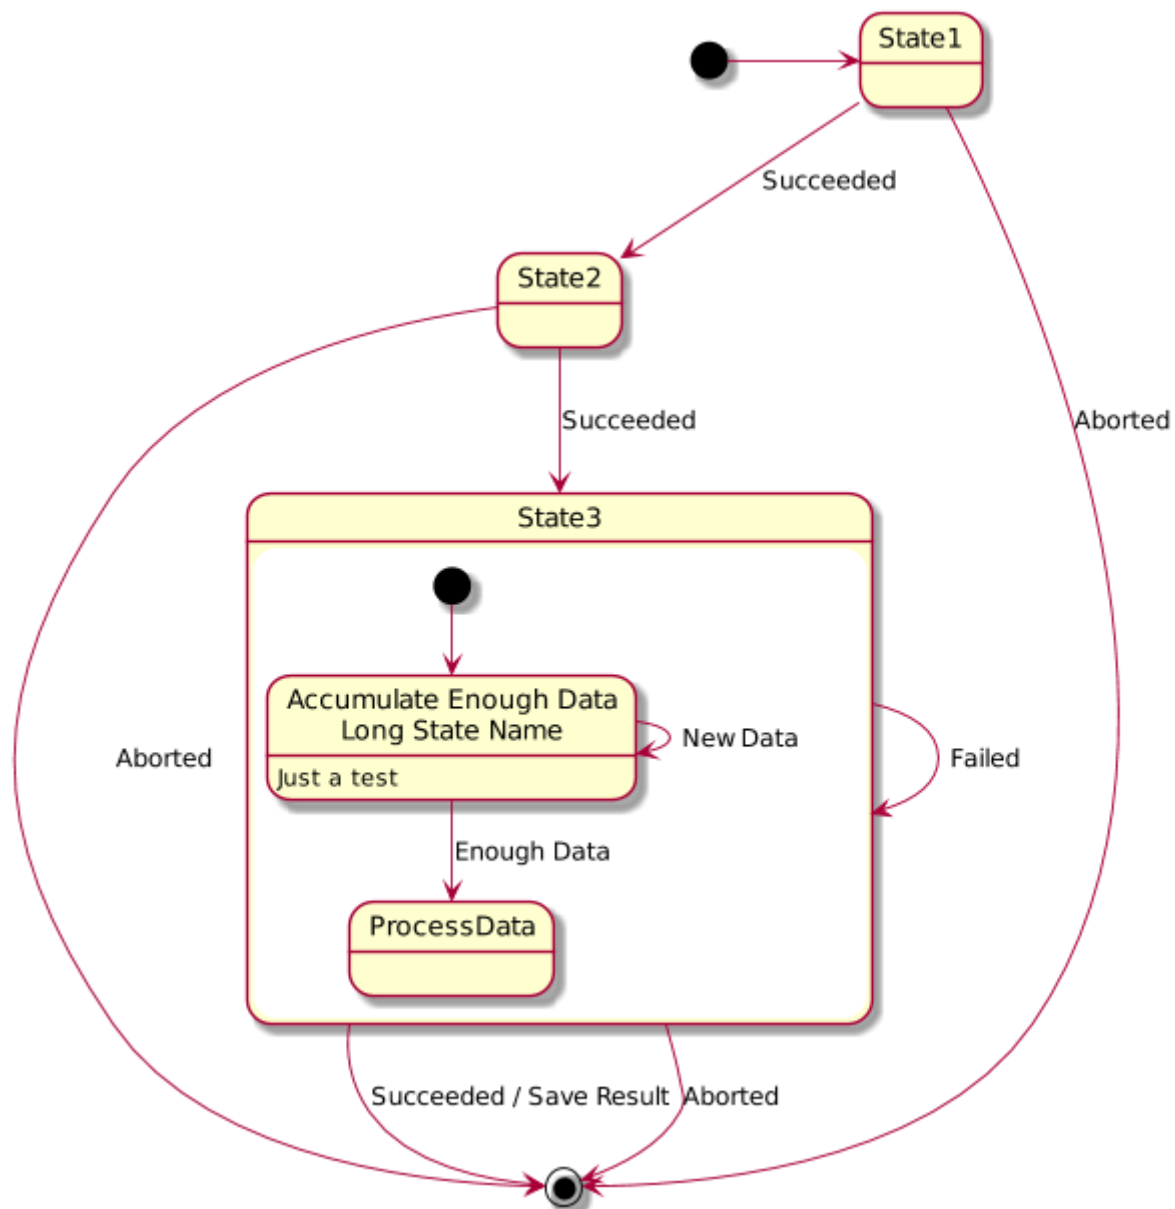 State1
Succeeded
State2
Succeeded
Aborted
State3
Accumulate Enough Data
Long State Name
Just a test
New Data
Aborted
Failed
Enough Data
ProcessData
Succeeded / Save Result
Aborted